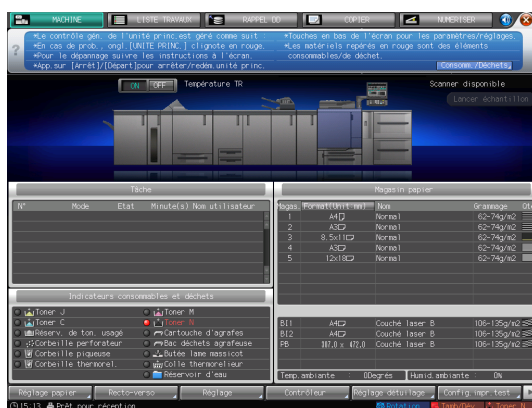 MACHINE
LISTE TRAVAUX
RAPPEL DD
COPIER
NUMERISER
*Le contrôle gén. de l'unité princ.est géré comme suit :
*En cas de prob., ongl.[UNITE PRINC.] clignote en rouge.
*Pour le dépannage suivre les instructions à l'écran.
*App.sur [Arrêt]/[Départ]pour arrêter/redém.unité princ.
*Touches en bas de l'écran pour les paramètres/réglages.
*Les matériels repérés en rouge sont des éléments
consommables/de déchet.
Consomm./Déchets
ON OFF
Température TR
Scanner disponible
Lancer échantillon
Tâche
N° Mode Etat Minute(s) Nom utilisateur
Magasin papier
Magas. Format(Unit mm) Nom Grammage Qté
1 A4 Normal 62-74g/m2
2 A3 Normal 62-74g/m2
3 8.5x11 Normal 62-74g/m2
4 A3 Normal 62-74g/m2
5 12x18 Normal 62-74g/m2
BI1 A4 Couché laser B 106-135g/m2
BI2 A4 Couché laser B 106-135g/m2
PB Couché laser B 106-135g/m2
Temp.ambiante : 0Degrés Humid.ambiante : 0%
Indicateurs consommables et déchets
Toner J
Toner M
Toner C
Toner N
Réserv. de ton. usagé
Cartouche d'agrafes
Corbeille perforateur
Bac déchets agrafeuse
Corbeille piqueuse
Butée lame massicot
Corbeille thermorel.
Colle thermorelieur
Réservoir d'eau
Réglage papier
Recto-verso
Réglage
Contrôleur
Réglage détuilage
Config.impr.test
15:13
Prêt pour réception
Rotation
Tamb/Dév
Toner N